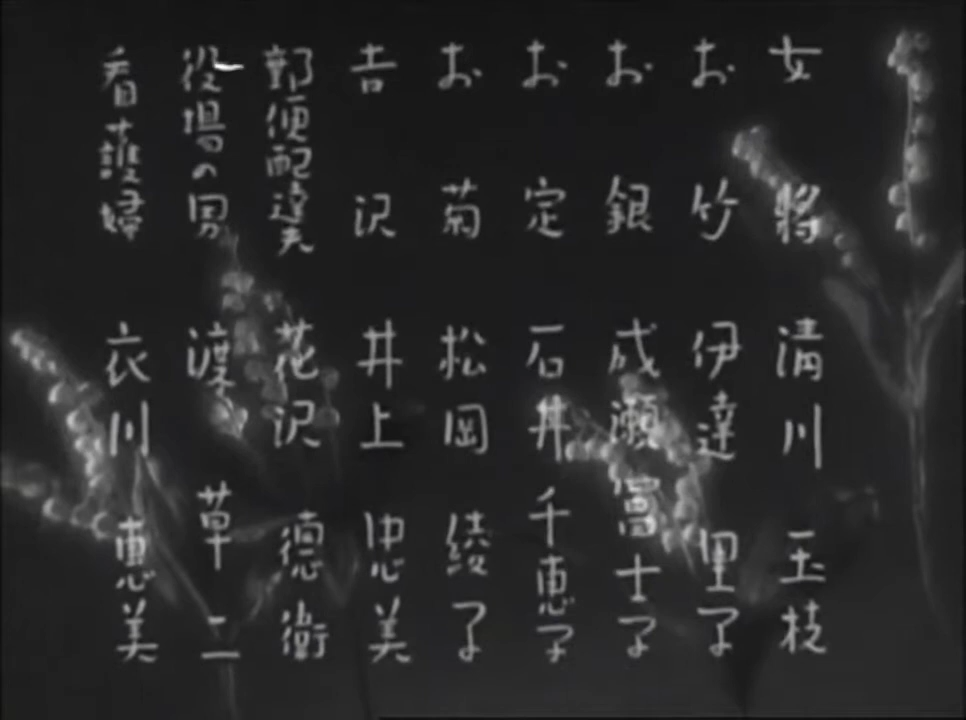 女将 清川玉枝
お竹 伊達里子
お銀 成瀬富士子
お定 石井千恵子
お菊 松岡綾子
吉沢 井上忠美
郵便配達夫 花沢徳衛
役場の男 渡草二
看護婦 衣川恵美